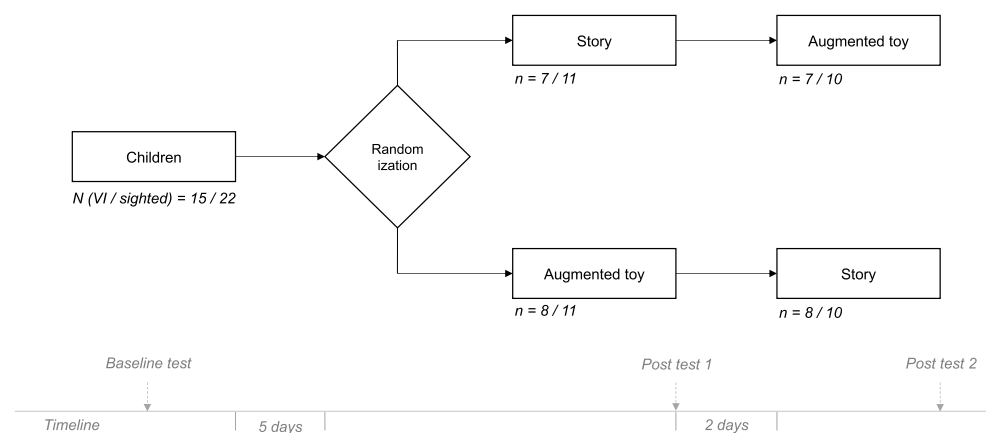 Story
Augmented toy
n = 7 / 11
n = 7 / 10
Children
Random
ization
N (VI / sighted) = 15 / 22
Augmented toy
Story
n = 8 / 11
n = 8 / 10
Baseline test
Post test 1
Post test 2
Timeline
5 days
2 days